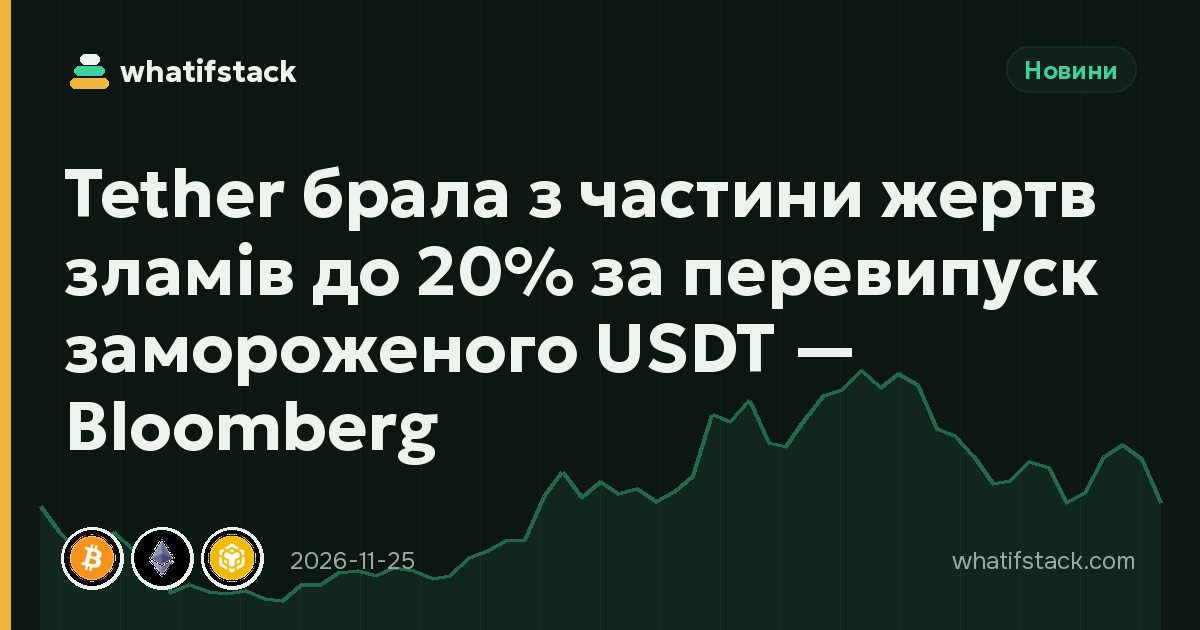 whatifstack
Новини
Tether брала з частини жертв
зламів до 20% за перевипуск
замороженого USDT —
Bloomberg
2026-11-25
whatifstack.com